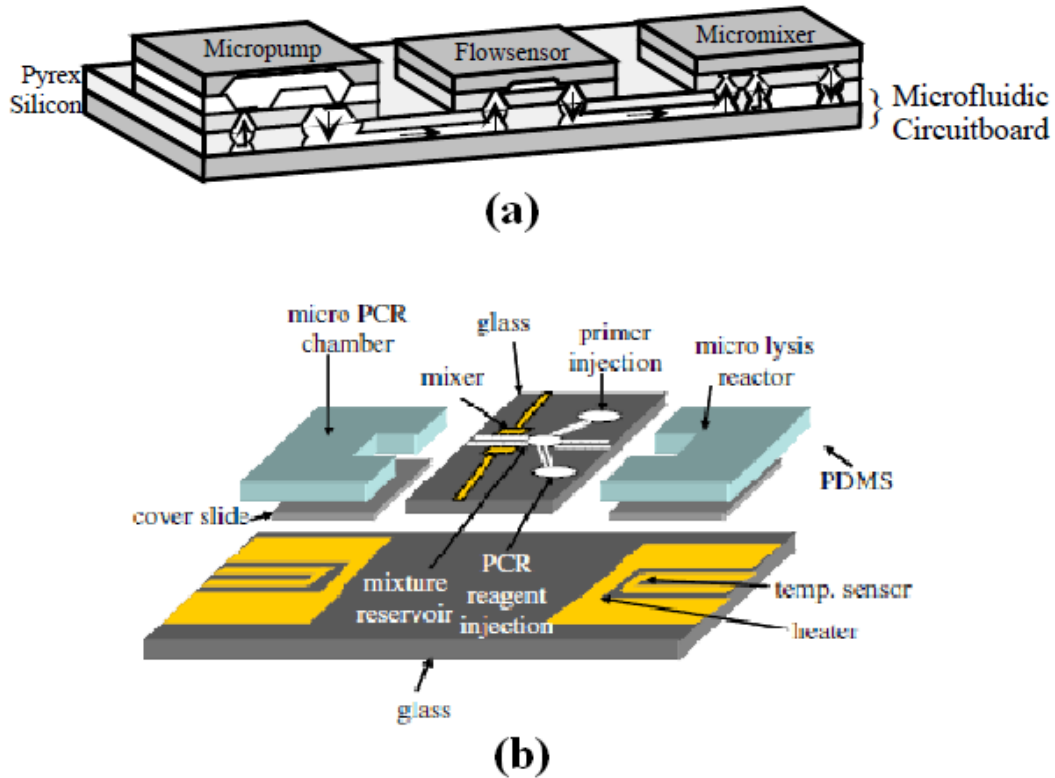 Micropump
Flowsensor
Micromixer
Pyrex
Silicon
Microfluidic
Circuitboard
(a)
micro PCR
chamber
glass
mixer
primer
injection
micro lysis
reactor
PDMS
cover slide
mixture
reservoir
PCR
reagent
injection
temp. sensor
heater
glass
(b)